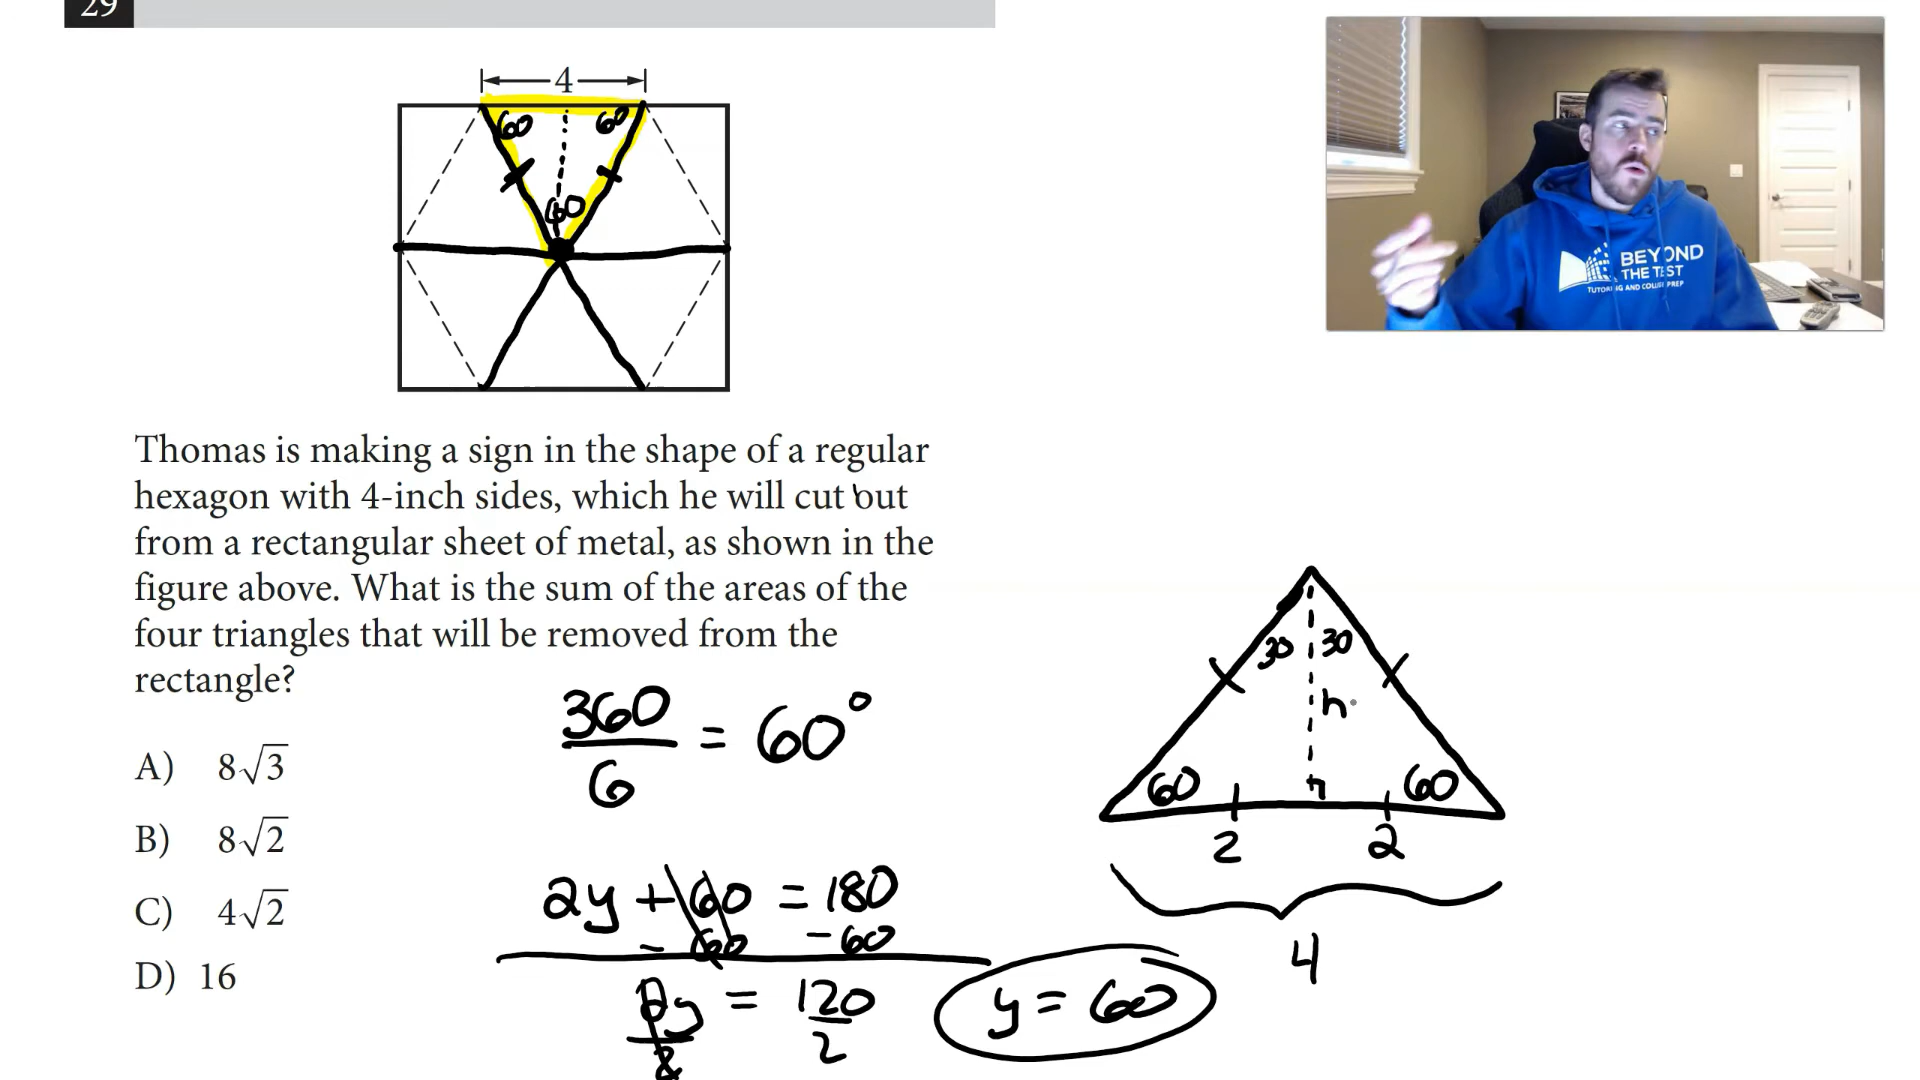 29
4
60 60
60
Thomas is making a sign in the shape of a regular
hexagon with 4-inch sides, which he will cut out
from a rectangular sheet of metal, as shown in the
figure above. What is the sum of the areas of the
four triangles that will be removed from the
rectangle?
A) 8√3
B) 8√2
C) 4√2
D) 16
360/6 = 60°
2y + 60 = 180
- 60 - 60
2y/2 = 120/2
y = 60
30 30
h
60 60
2 2
4
BEYOND
THE TEST
TUTORING AND COLLEGE PREP